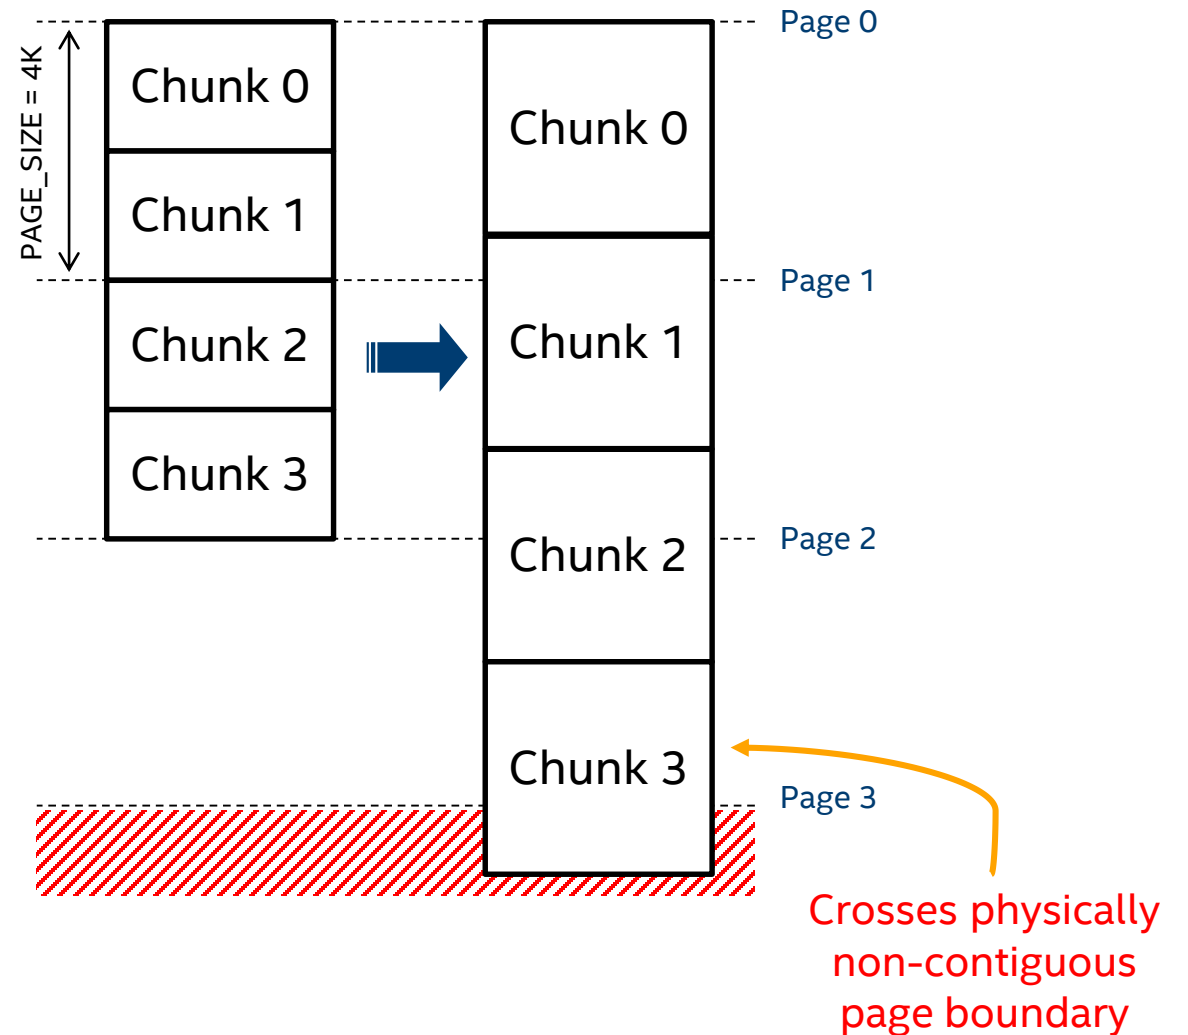 Page 0
PAGE_SIZE = 4K
Chunk 0
Chunk 0
Chunk 1
Page 1
Chunk 2
Chunk 1
Chunk 3
Page 2
Chunk 2
Chunk 3
Page 3
Crosses physically
non-contiguous
page boundary